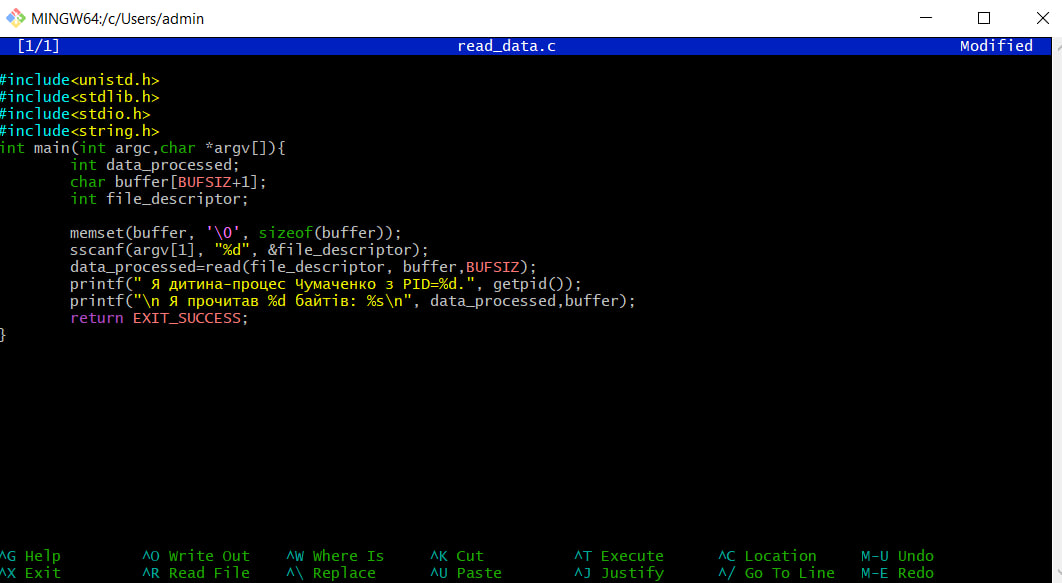 MINGW64:/c/Users/admin
[1/1] read_data.c Modified
#include<unistd.h>
#include<stdlib.h>
#include<stdio.h>
#include<string.h>
int main(int argc,char *argv[]){
int data_processed;
char buffer[BUFSIZ+1];
int file_descriptor;
memset(buffer, '\0', sizeof(buffer));
sscanf(argv[1], "%d", &file_descriptor);
data_processed=read(file_descriptor, buffer,BUFSIZ);
printf(" Я дитина-процес Чумаченко з PID=%d.", getpid());
printf("\n Я прочитав %d байтів: %s\n", data_processed,buffer);
return EXIT_SUCCESS;
}
^G Help ^O Write Out ^W Where Is ^K Cut ^T Execute ^C Location M-U Undo
^X Exit ^R Read File ^\ Replace ^U Paste ^J Justify ^/ Go To Line M-E Redo